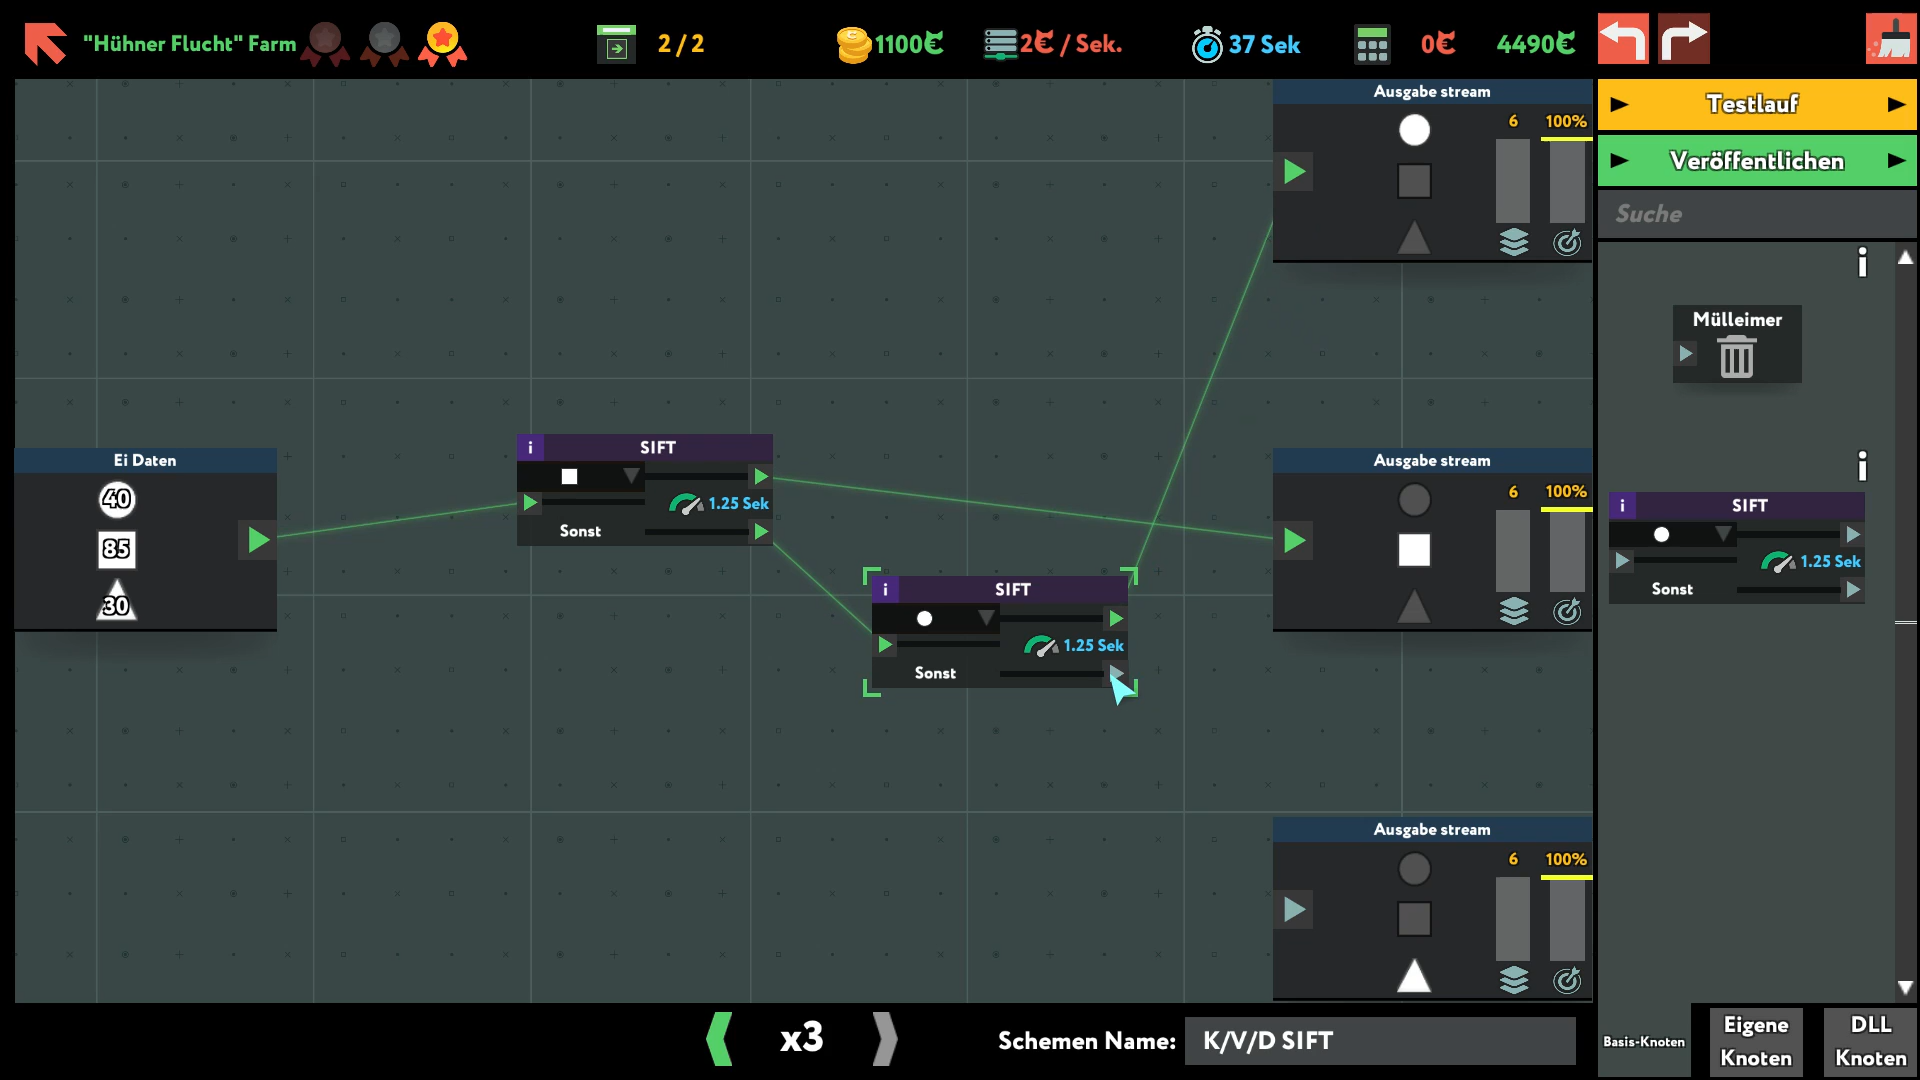 "Hühner Flucht" Farm
2 / 2
1100€
2€ / Sek.
37 Sek
0€
4490€
Testlauf
Veröffentlichen
Suche
Mülleimer
SIFT
1.25 Sek
Sonst
Ausgabe stream
6 100%
Ausgabe stream
6 100%
Ausgabe stream
6 100%
Ei Daten
40
85
30
i SIFT
1.25 Sek
Sonst
i SIFT
1.25 Sek
Sonst
x3
Schemen Name: K/V/D SIFT
Basis-Knoten
Eigene
Knoten
DLL
Knoten